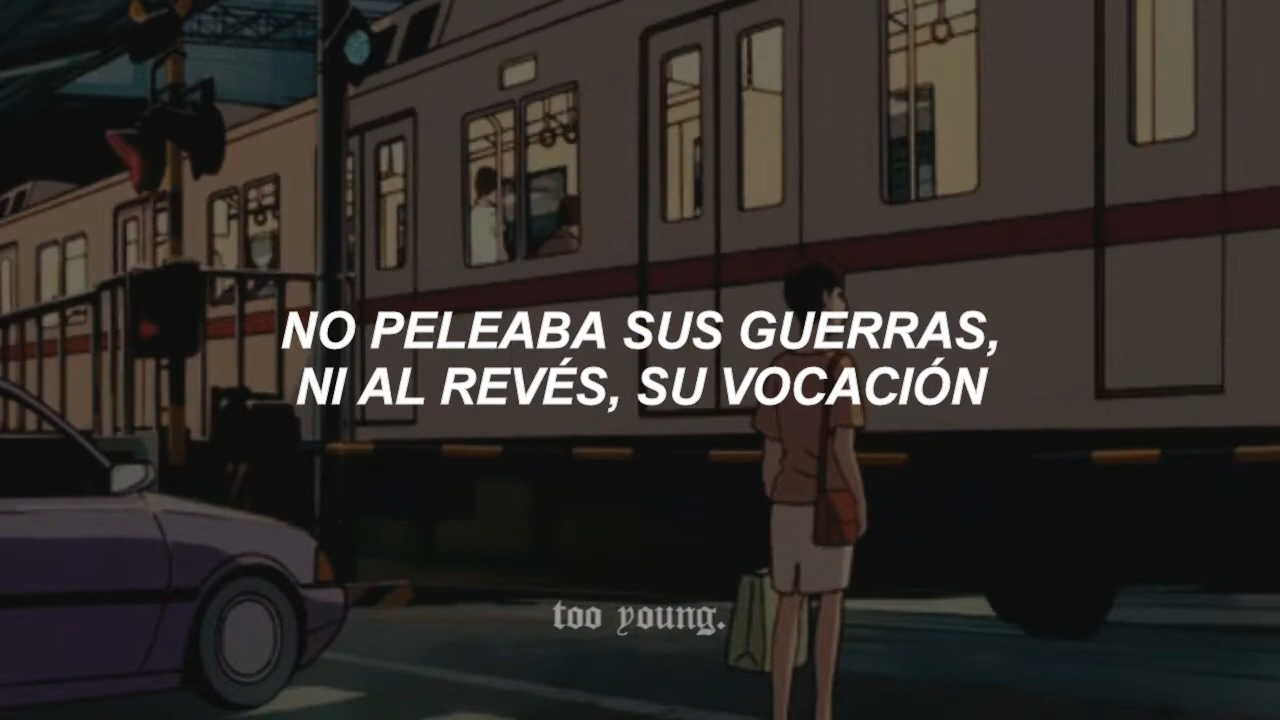 NO PELEABA SUS GUERRAS,
NI AL REVÉS, SU VOCACIÓN
too young.